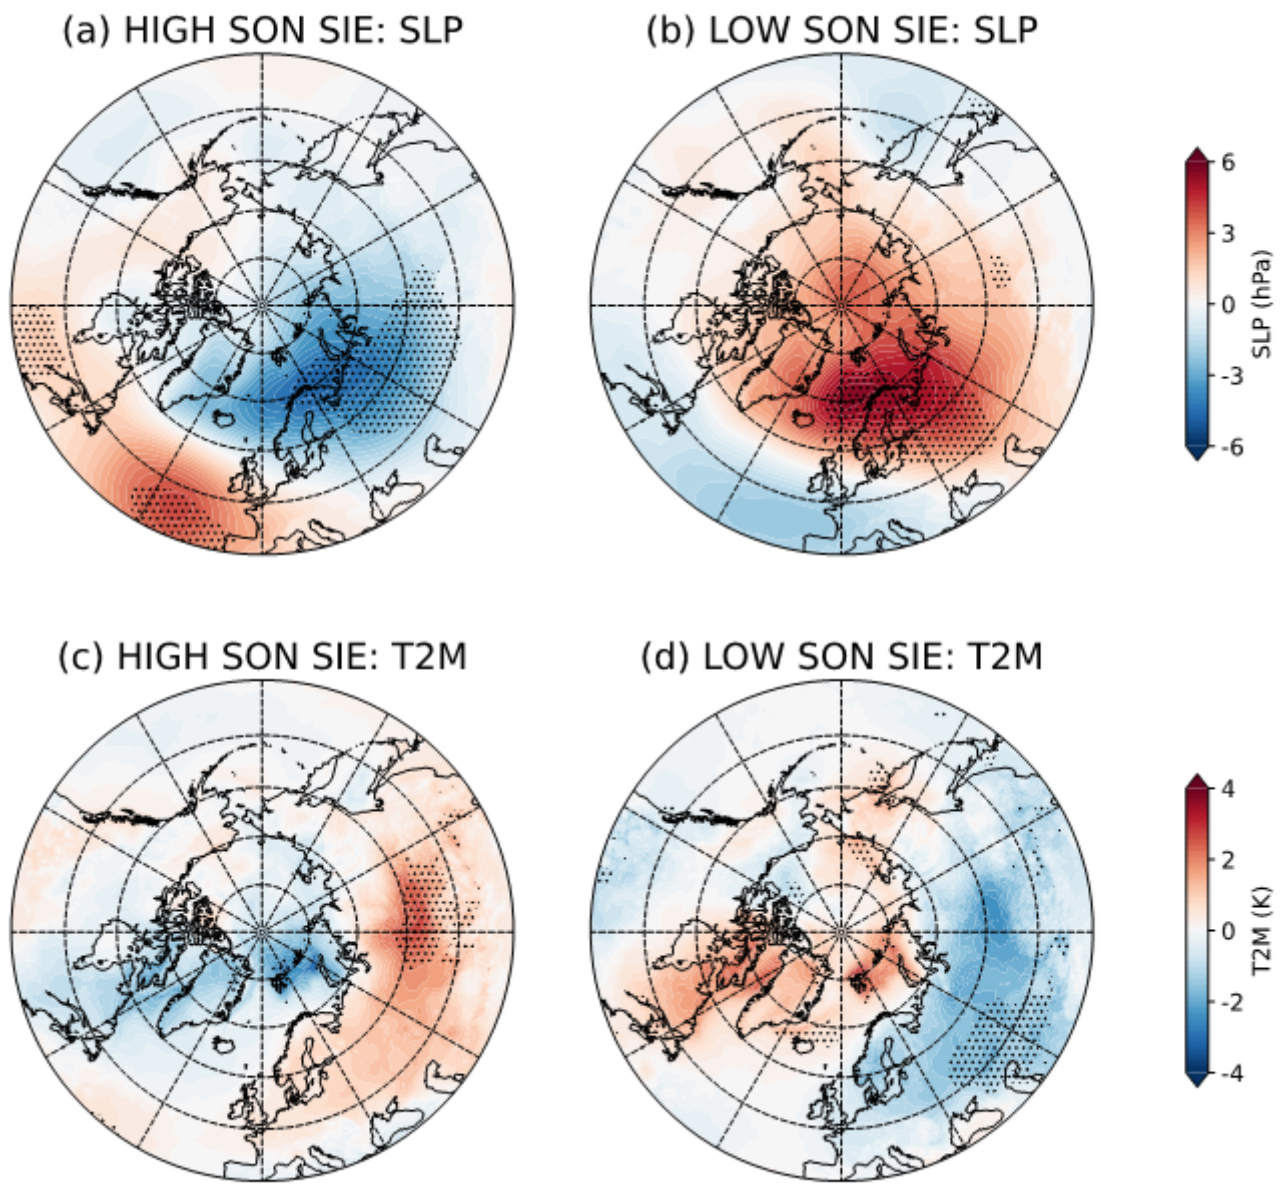 (a) HIGH SON SIE: SLP
(b) LOW SON SIE: SLP
6
3
0
-3
-6
SLP (hPa)
(c) HIGH SON SIE: T2M
(d) LOW SON SIE: T2M
4
2
0
-2
-4
T2M (K)